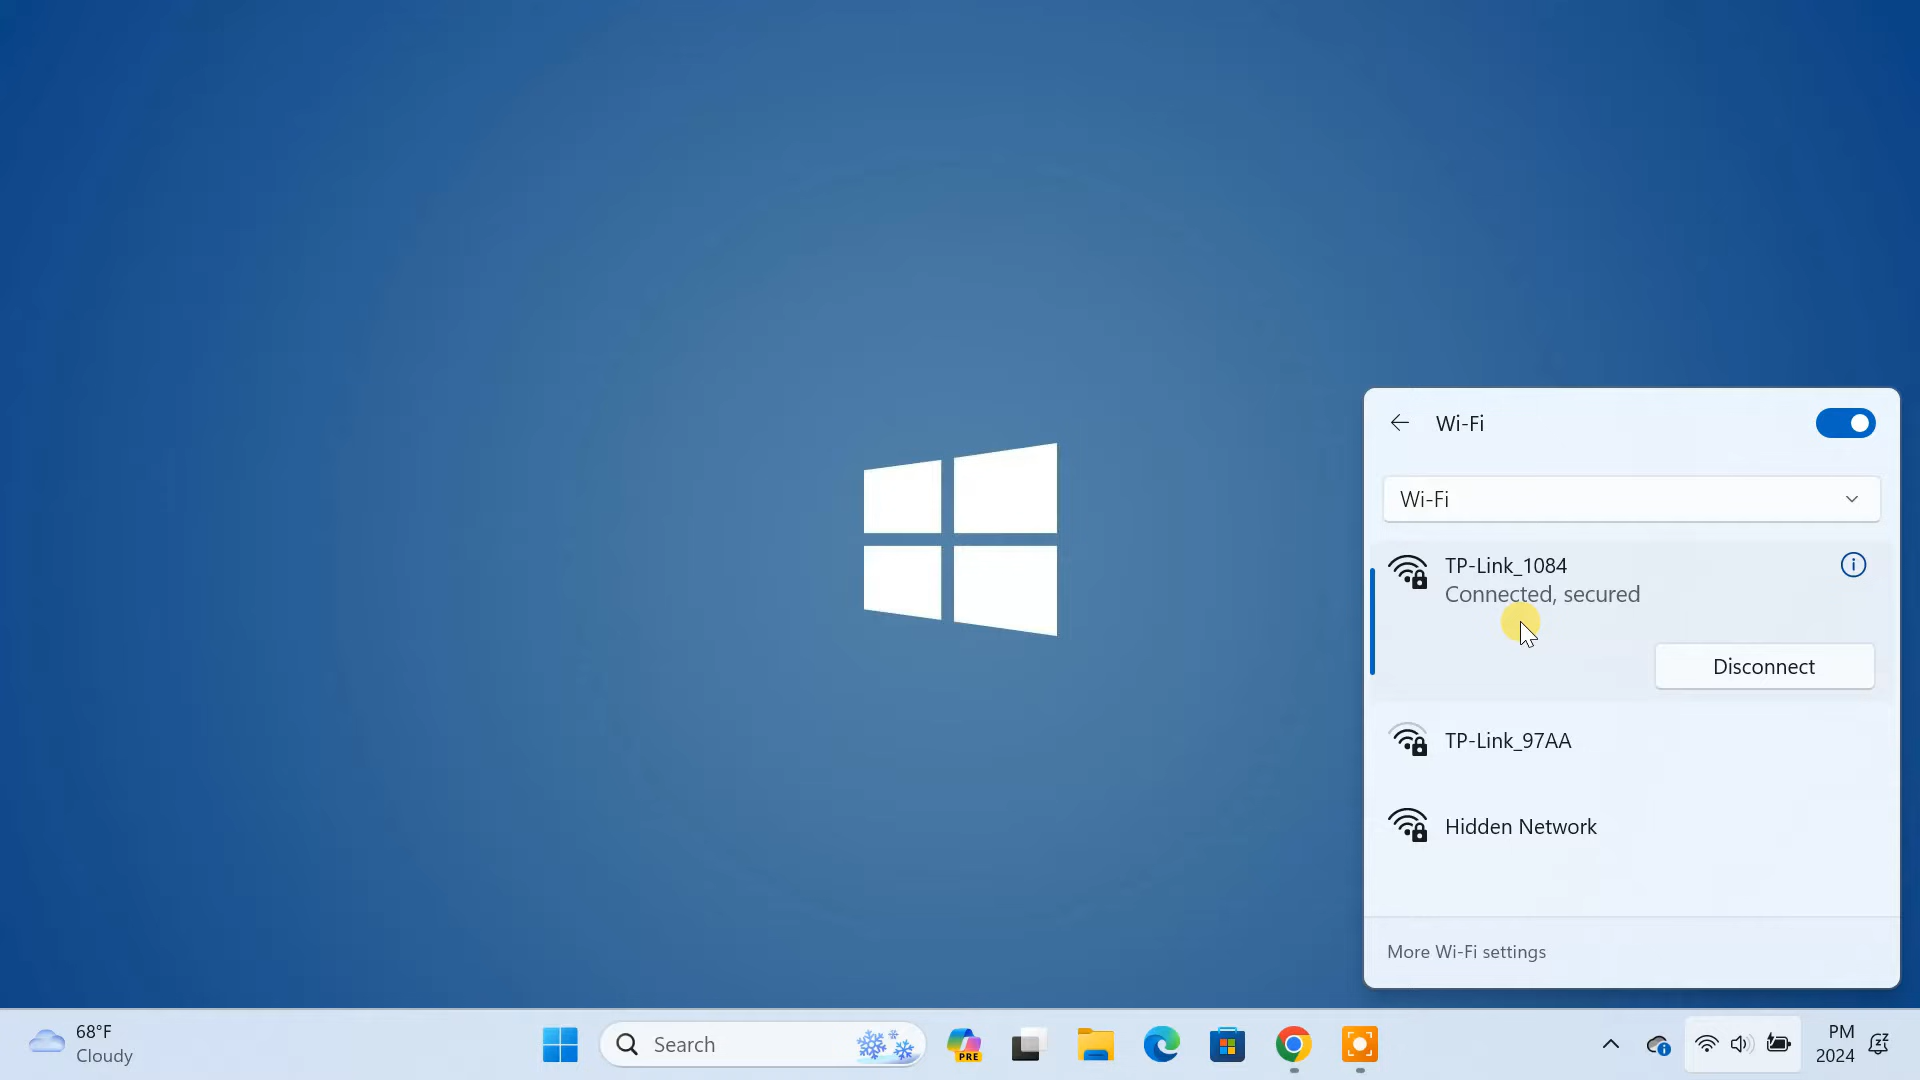 Wi-Fi
Wi-Fi
TP-Link_1084
Connected, secured
Disconnect
TP-Link_97AA
Hidden Network
More Wi-Fi settings
68°F
Cloudy
Search
PRE
PM
2024